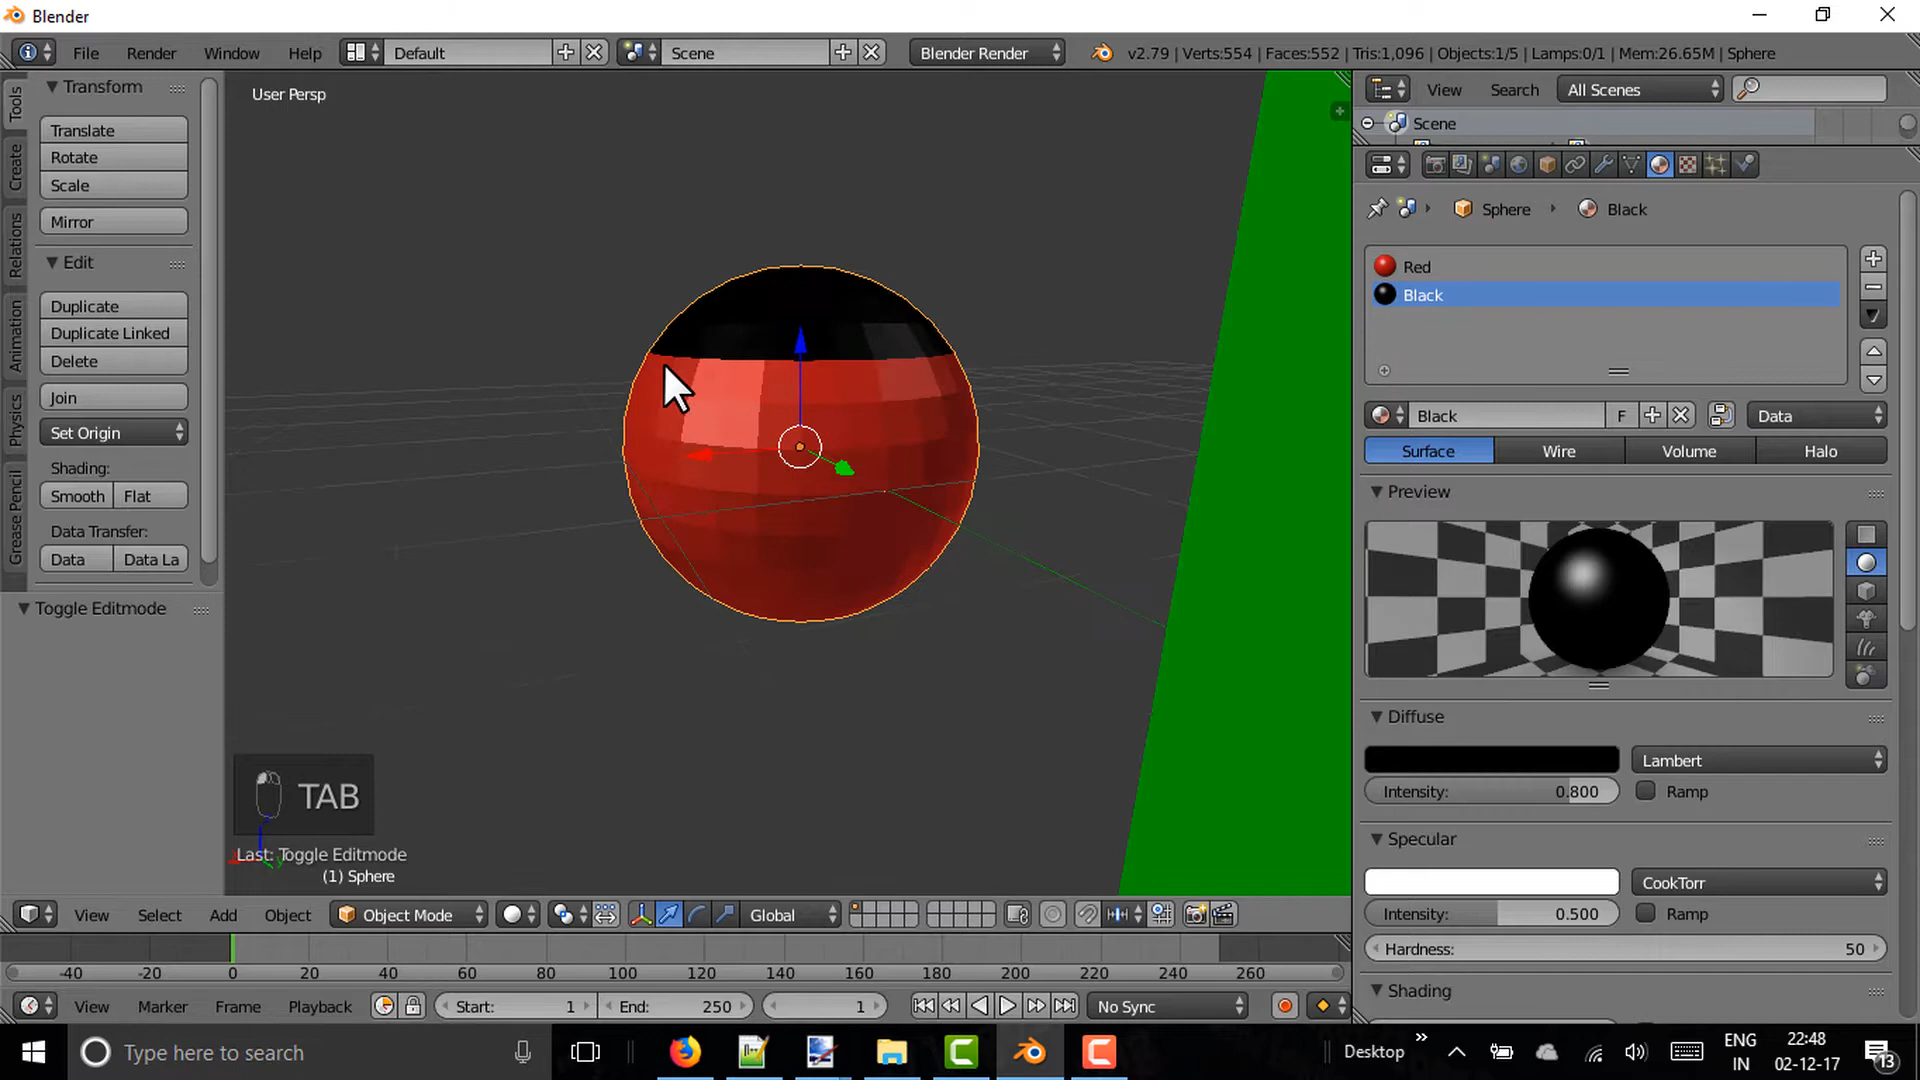 Blender
File Render Window Help Default Scene Blender Render v2.79 | Verts:554 | Faces:552 | Tris:1,096 | Objects:1/5 | Lamps:0/1 | Mem:26.65M | Sphere
Tools
Create
Relations
Animation
Physics
Grease Pencil
Transform
Translate
Rotate
Scale
Mirror
Edit
Duplicate
Duplicate Linked
Delete
Join
Set Origin
Shading:
Smooth Flat
Data Transfer:
Data Data La
Toggle Editmode
User Persp
TAB
Last: Toggle Editmode
(1) Sphere
View Search All Scenes
Scene
Sphere Black
Red
Black
Black F Data
Surface Wire Volume Halo
Preview
Diffuse
Lambert
Intensity: 0.800 Ramp
Specular
CookTorr
Intensity: 0.500 Ramp
Hardness: 50
Shading
View Select Add Object Object Mode Global
-40 -20 0 20 40 60 80 100 120 140 160 180 200 220 240 260
View Marker Frame Playback Start: 1 End: 250 1 No Sync
Type here to search Desktop » ENG IN 22:48 02-12-17 13